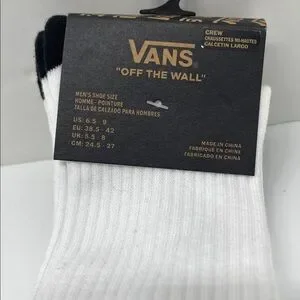 VANS
"OFF THE WALL"
CREW
CHAUSSETTES MI-HAUTES
CALCETIN LARGO
MEN'S SHOE SIZE
HOMME - POINTURE
TALLA DE CALZADO PARA HOMBRES
US: 6.5 - 9
EU: 38.5 - 42
UK: 5.5 - 8
CM: 24.5 - 27
MADE IN CHINA
FABRIQUÉ EN CHINE
FABRICADO EN CHINA